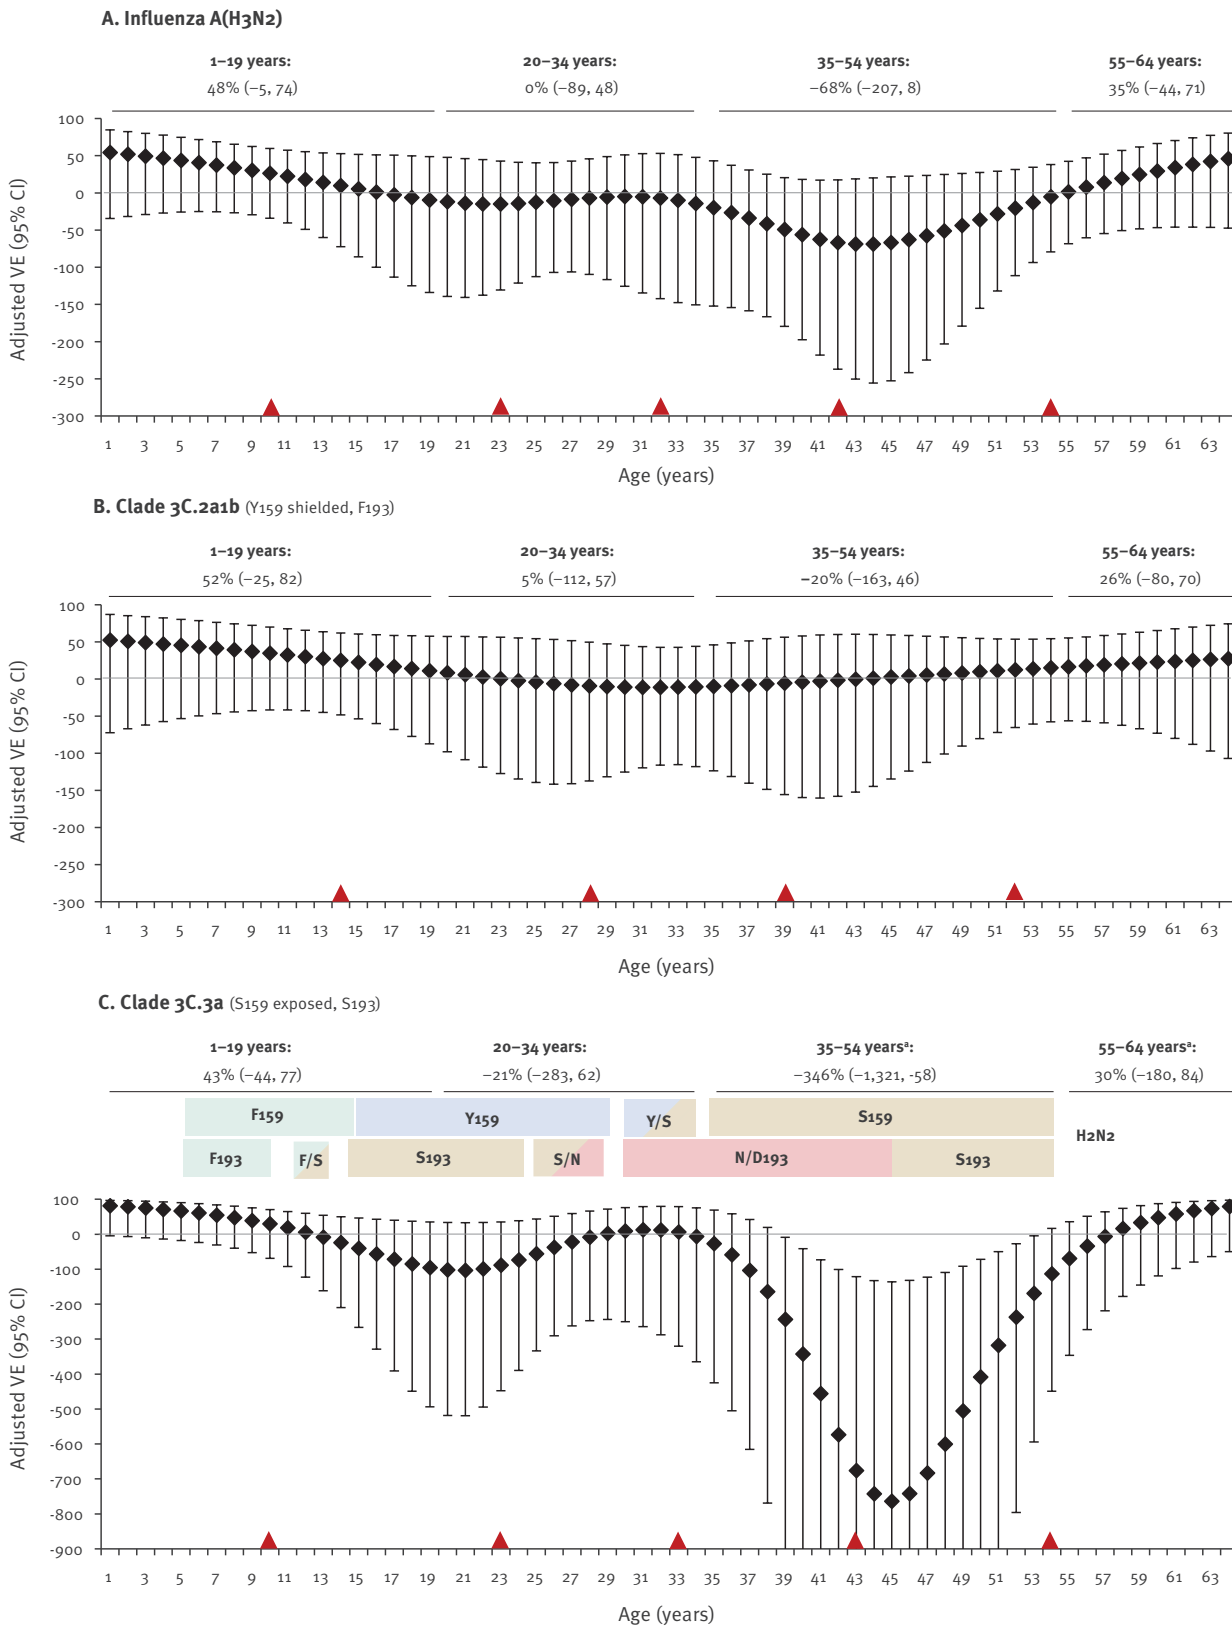 A. Influenza A(H3N2)
1–19 years: 20–34 years: 35–54 years: 55–64 years:
48% (–5, 74) 0% (–89, 48) –68% (–207, 8) 35% (–44, 71)
100
50
0
-50
-100
-150
-200
-250
-300
Adjusted VE (95% CI)
1 3 5 7 9 11 13 15 17 19 21 23 25 27 29 31 33 35 37 39 41 43 45 47 49 51 53 55 57 59 61 63
Age (years)
B. Clade 3C.2a1b (Y159 shielded, F193)
1–19 years: 20–34 years: 35–54 years: 55–64 years:
52% (–25, 82) 5% (–112, 57) –20% (–163, 46) 26% (–80, 70)
100
50
0
-50
-100
-150
-200
-250
-300
Adjusted VE (95% CI)
1 3 5 7 9 11 13 15 17 19 21 23 25 27 29 31 33 35 37 39 41 43 45 47 49 51 53 55 57 59 61 63
Age (years)
C. Clade 3C.3a (S159 exposed, S193)
1–19 years: 20–34 years: 35–54 yearsᵃ: 55–64 yearsᵃ:
43% (–44, 77) –21% (–283, 62) –346% (–1,321, -58) 30% (–180, 84)
F159 Y159 Y/S S159
H2N2
F193 F/S S193 S/N N/D193 S193
100
0
-100
-200
-300
-400
-500
-600
-700
-800
-900
Adjusted VE (95% CI)
1 3 5 7 9 11 13 15 17 19 21 23 25 27 29 31 33 35 37 39 41 43 45 47 49 51 53 55 57 59 61 63
Age (years)